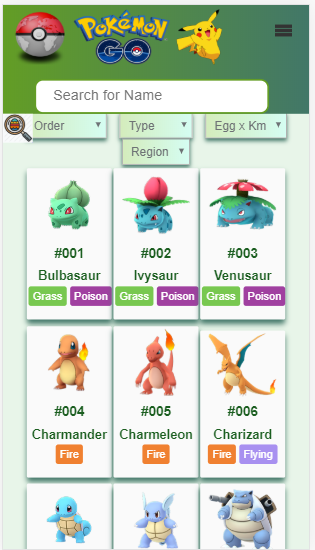 Pokémon
GO
Search for Name
Order
Type
Egg x Km
Region
#001
Bulbasaur
Grass Poison
#002
Ivysaur
Grass Poison
#003
Venusaur
Grass Poison
#004
Charmander
Fire
#005
Charmeleon
Fire
#006
Charizard
Fire Flying